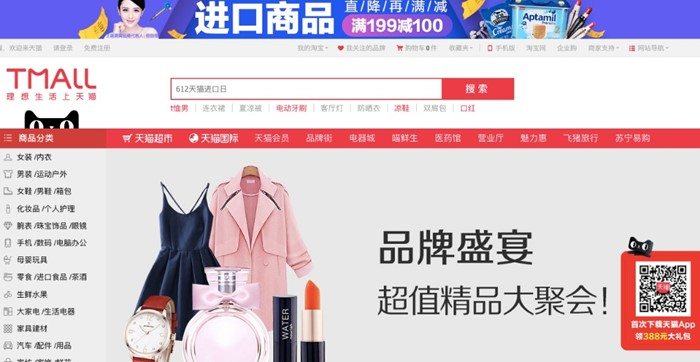 进口商品
直/降/再/满/减
满199减100
Aptamil
欢迎来天猫 请登录 免费注册 我的淘宝 我关注的品牌 购物车0件 收藏夹 手机版 淘宝网 企业购 商家支持 网站导航
TMALL
理想生活上天猫
612天猫进口日
搜索
恤男 连衣裙 夏凉被 电动牙刷 客厅灯 防晒衣 凉鞋 双肩包 口红
商品分类 天猫超市 天猫国际 天猫会员 品牌街 电器城 喵鲜生 医药馆 营业厅 魅力惠 飞猪旅行 苏宁易购
女装 /内衣
男装 /运动户外
女鞋 /男鞋 /箱包
化妆品 /个人护理
腕表 /珠宝饰品 /眼镜
手机 /数码 /电脑办公
母婴玩具
零食 /进口食品 /茶酒
生鲜水果
大家电 /生活电器
家具建材
汽车 /配件 /用品
品牌盛宴
超值精品大聚会!
WATER
天猫
首次下载天猫App
领388元大礼包